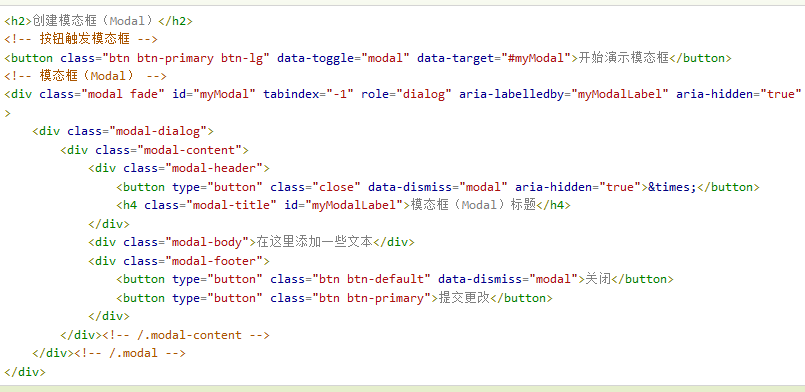 <h2>创建模态框（Modal）</h2>
<!-- 按钮触发模态框 -->
<button class="btn btn-primary btn-lg" data-toggle="modal" data-target="#myModal">开始演示模态框</button>
<!-- 模态框（Modal） -->
<div class="modal fade" id="myModal" tabindex="-1" role="dialog" aria-labelledby="myModalLabel" aria-hidden="true"
>
    <div class="modal-dialog">
        <div class="modal-content">
            <div class="modal-header">
                <button type="button" class="close" data-dismiss="modal" aria-hidden="true">&times;</button>
                <h4 class="modal-title" id="myModalLabel">模态框（Modal）标题</h4>
            </div>
            <div class="modal-body">在这里添加一些文本</div>
            <div class="modal-footer">
                <button type="button" class="btn btn-default" data-dismiss="modal">关闭</button>
                <button type="button" class="btn btn-primary">提交更改</button>
            </div>
        </div><!-- /.modal-content -->
    </div><!-- /.modal -->
</div>